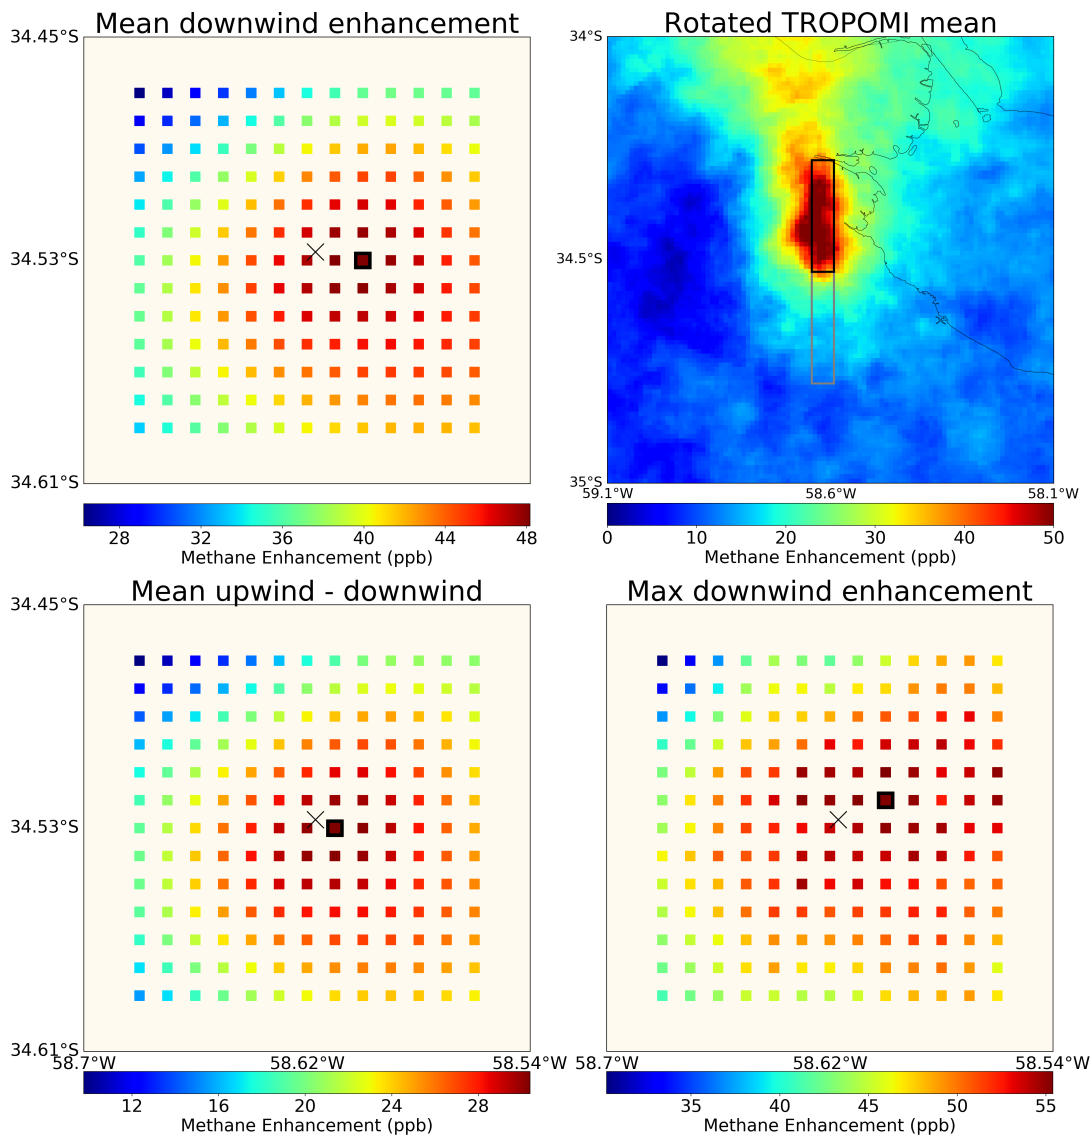 Mean downwind enhancement
34.45°S
34.53°S
34.61°S
28 32 36 40 44 48
Methane Enhancement (ppb)
Rotated TROPOMI mean
34°S
34.5°S
35°S
59.1°W 58.6°W 58.1°W
0 10 20 30 40 50
Methane Enhancement (ppb)
Mean upwind - downwind
34.45°S
34.53°S
34.61°S
58.7°W 58.62°W 58.54°W
12 16 20 24 28
Methane Enhancement (ppb)
Max downwind enhancement
58.7°W 58.62°W 58.54°W
35 40 45 50 55
Methane Enhancement (ppb)